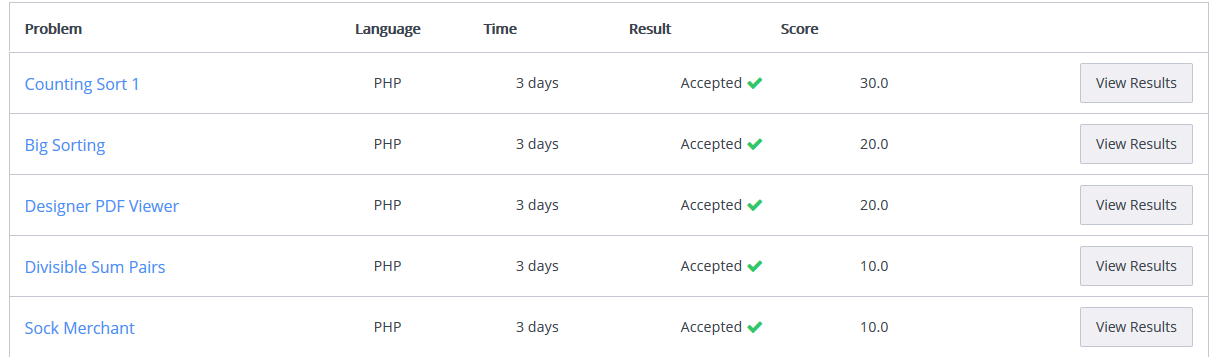 Problem Language Time Result Score
Counting Sort 1 PHP 3 days Accepted 30.0 View Results
Big Sorting PHP 3 days Accepted 20.0 View Results
Designer PDF Viewer PHP 3 days Accepted 20.0 View Results
Divisible Sum Pairs PHP 3 days Accepted 10.0 View Results
Sock Merchant PHP 3 days Accepted 10.0 View Results